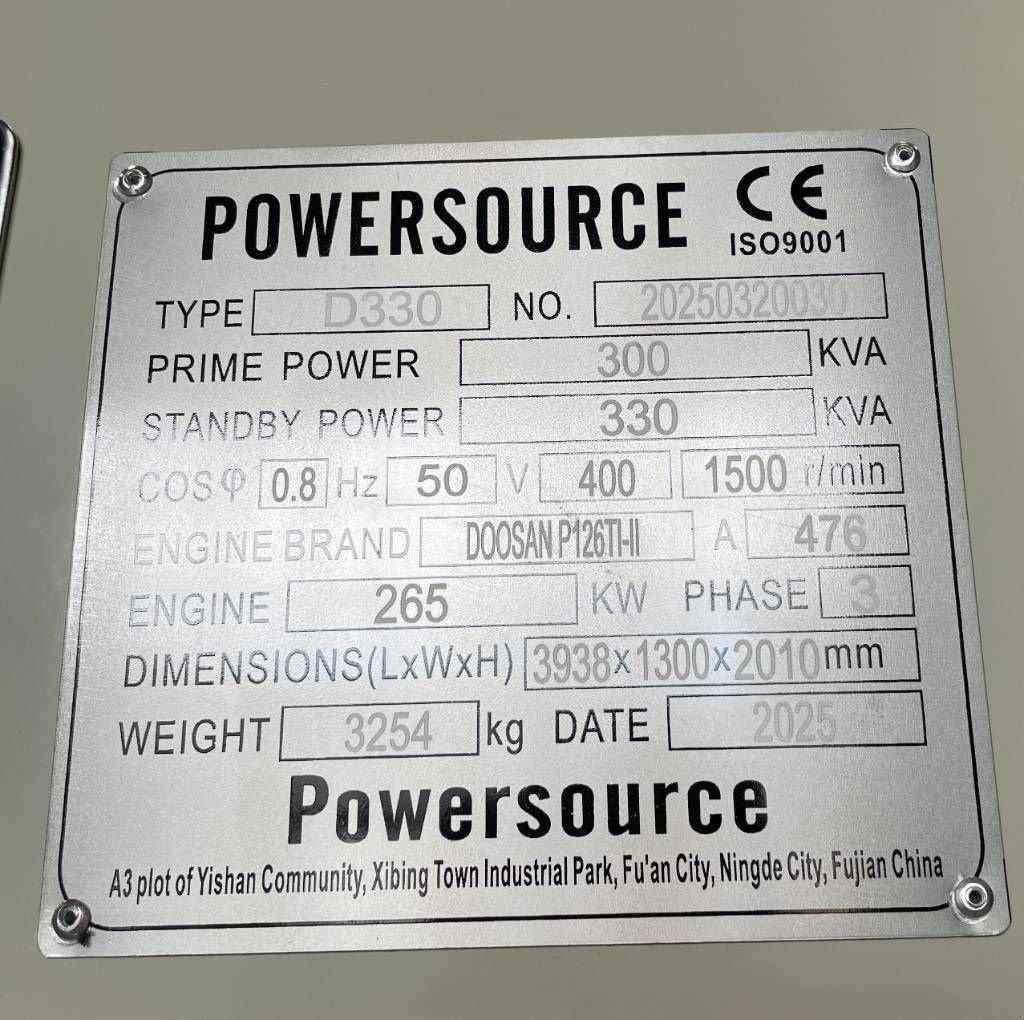 POWERSOURCE CE
ISO9001
TYPE D330 NO. 20250320030
PRIME POWER 300 KVA
STANDBY POWER 330 KVA
COSφ 0.8 Hz 50 V 400 1500 r/min
ENGINE BRAND DOOSAN P126TI-II A 476
ENGINE 265 KW PHASE 3
DIMENSIONS(LxWxH) 3938x1300x2010mm
WEIGHT 3254 kg DATE 2025
Powersource
A3 plot of Yishan Community, Xibing Town Industrial Park, Fu'an City, Ningde City, Fujian China